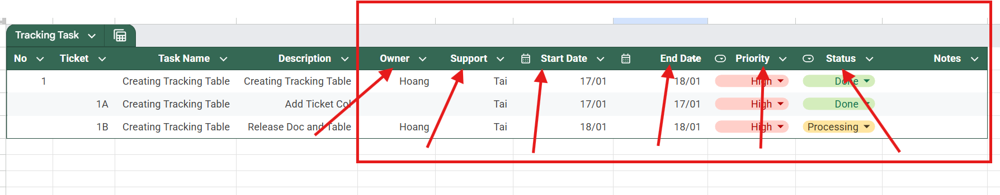 Tracking Task
No Ticket Task Name Description Owner Support Start Date End Date Priority Status Notes
1 Creating Tracking Table Creating Tracking Table Hoang Tai 17/01 18/01 High Done
1A Creating Tracking Table Add Ticket Col Tai 17/01 17/01 High Done
1B Creating Tracking Table Release Doc and Table Hoang Tai 18/01 18/01 High Processing